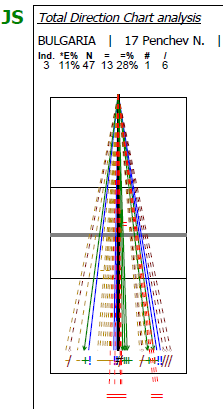 JS
Total Direction Chart analysis
BULGARIA | 17 Penchev N. |
Ind. *E% N = =% # /
3 11% 47 13 28% 1 6